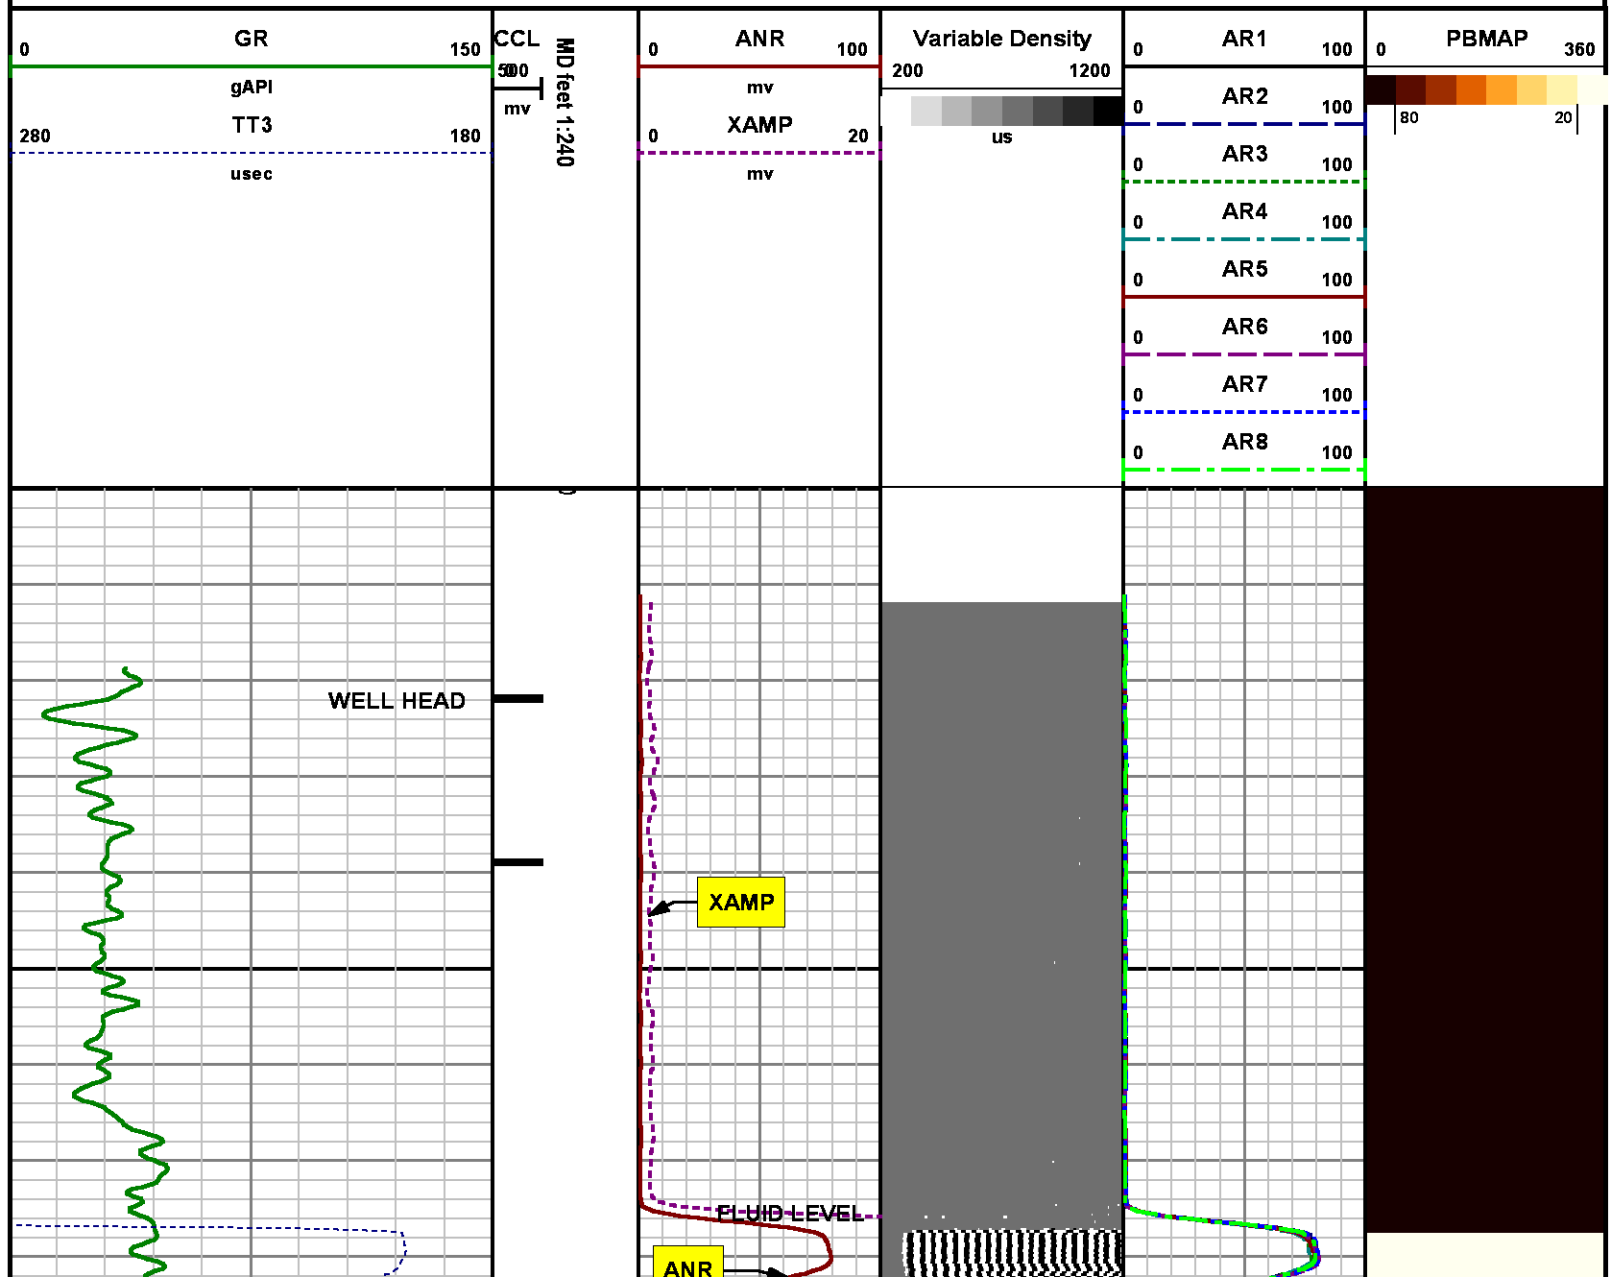 GR
0 150
gAPI
TT3
280 180
usec
CCL
mv
MD feet 1:240
ANR
0 100
mv
XAMP
0 20
mv
Variable Density
200 1200
us
AR1
0 100
AR2
0 100
AR3
0 100
AR4
0 100
AR5
0 100
AR6
0 100
AR7
0 100
AR8
0 100
PBMAP
0 360
80 20
WELL HEAD
XAMP
FLUID LEVEL
ANR